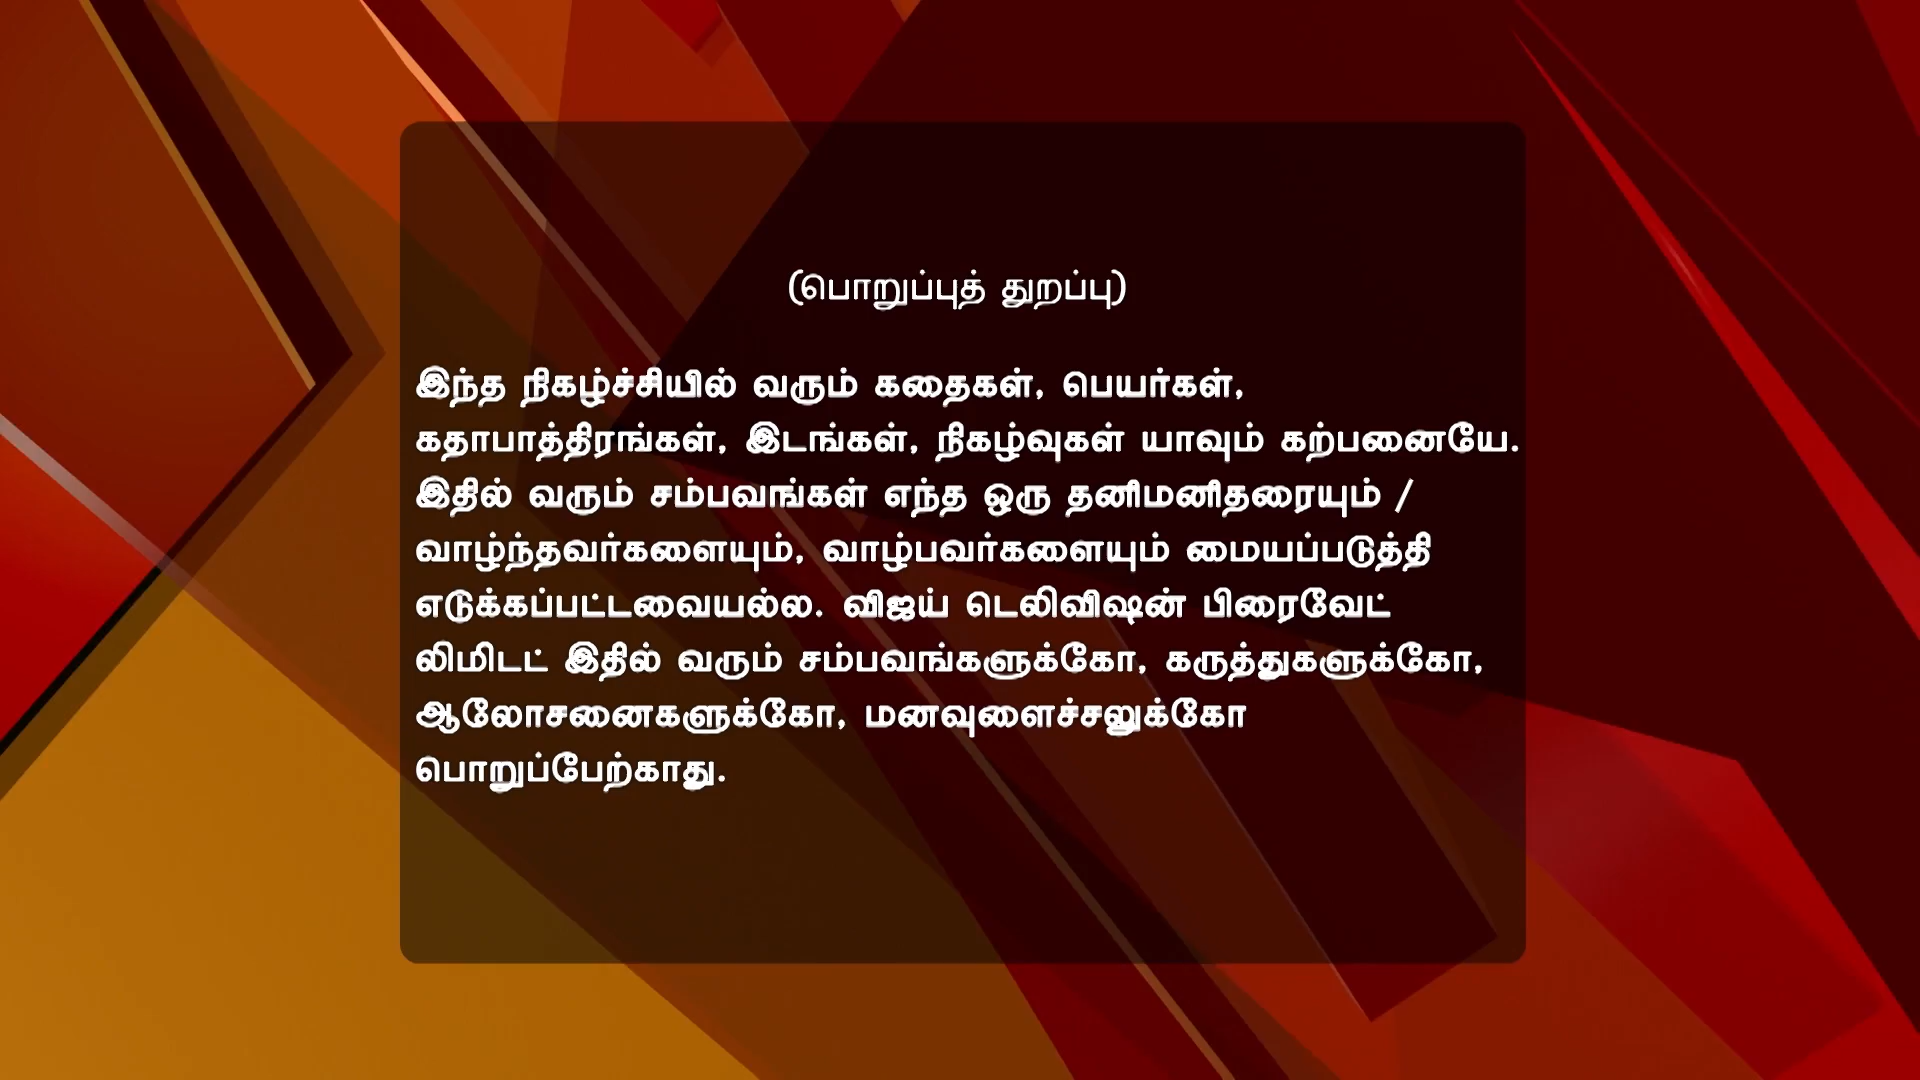 (பொறுப்புத் துறப்பு)
இந்த நிகழ்ச்சியில் வரும் கதைகள், பெயர்கள்,
கதாபாத்திரங்கள், இடங்கள், நிகழ்வுகள் யாவும் கற்பனையே.
இதில் வரும் சம்பவங்கள் எந்த ஒரு தனிமனிதரையும் /
வாழ்ந்தவர்களையும், வாழ்பவர்களையும் மையப்படுத்தி
எடுக்கப்பட்டவையல்ல. விஜய் டெலிவிஷன் பிரைவேட்
லிமிடட் இதில் வரும் சம்பவங்களுக்கோ, கருத்துகளுக்கோ,
ஆலோசனைகளுக்கோ, மனவுளைச்சலுக்கோ
பொறுப்பேற்காது.